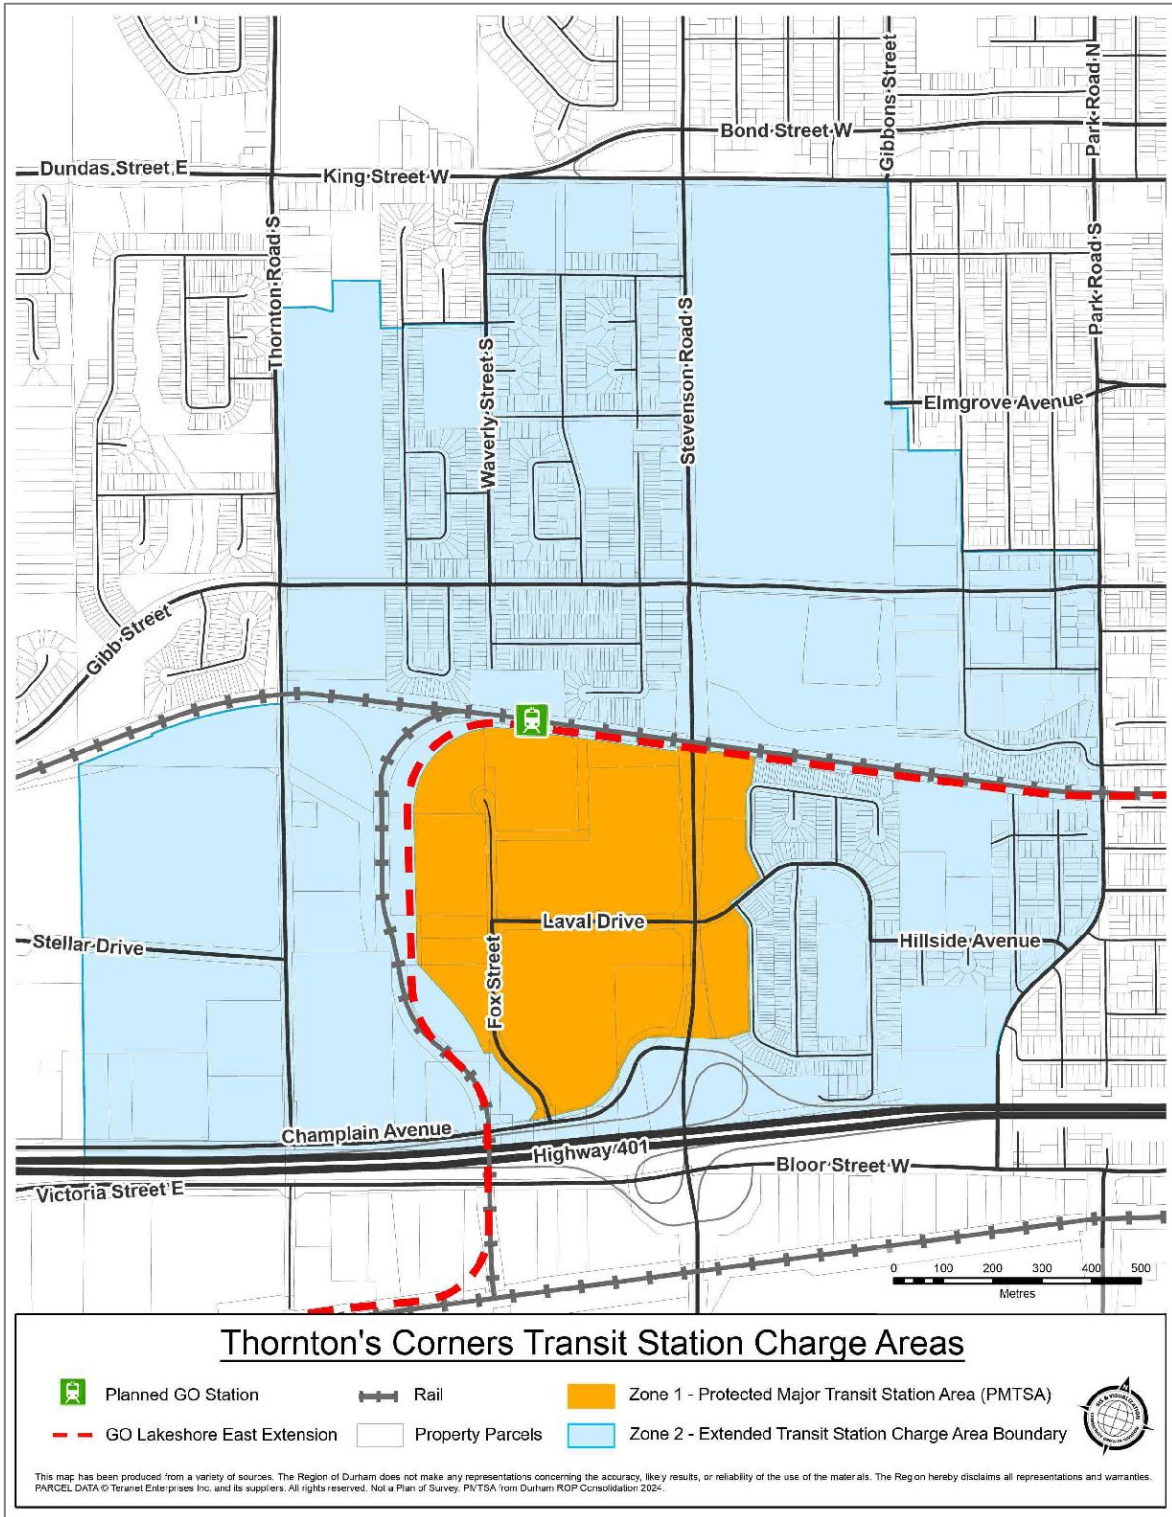 Gibbons Street
Park Road N
Bond Street W
Dundas Street E
King Street W
Thornton Road S
Park Road S
Waverly Street S
Stevenson Road S
Elmgrove Avenue
Gibb Street
Laval Drive
Stellar Drive
Hillside Avenue
Fox Street
Champlain Avenue
Highway 401
Bloor Street W
Victoria Street E
0 100 200 300 400 500
Metres
Thornton's Corners Transit Station Charge Areas
Planned GO Station
Rail
Zone 1 - Protected Major Transit Station Area (PMTSA)
GO Lakeshore East Extension
Property Parcels
Zone 2 - Extended Transit Station Charge Area Boundary
This map has been produced from a variety of sources. The Region of Durham does not make any representations concerning the accuracy, likely results, or reliability of the use of the materials. The Region hereby disclaims all representations and warranties.
PARCEL DATA © Teranet Enterprises Inc. and its suppliers. All rights reserved. Not a Plan of Survey. PMTSA from Durham ROP Consolidation 2024.